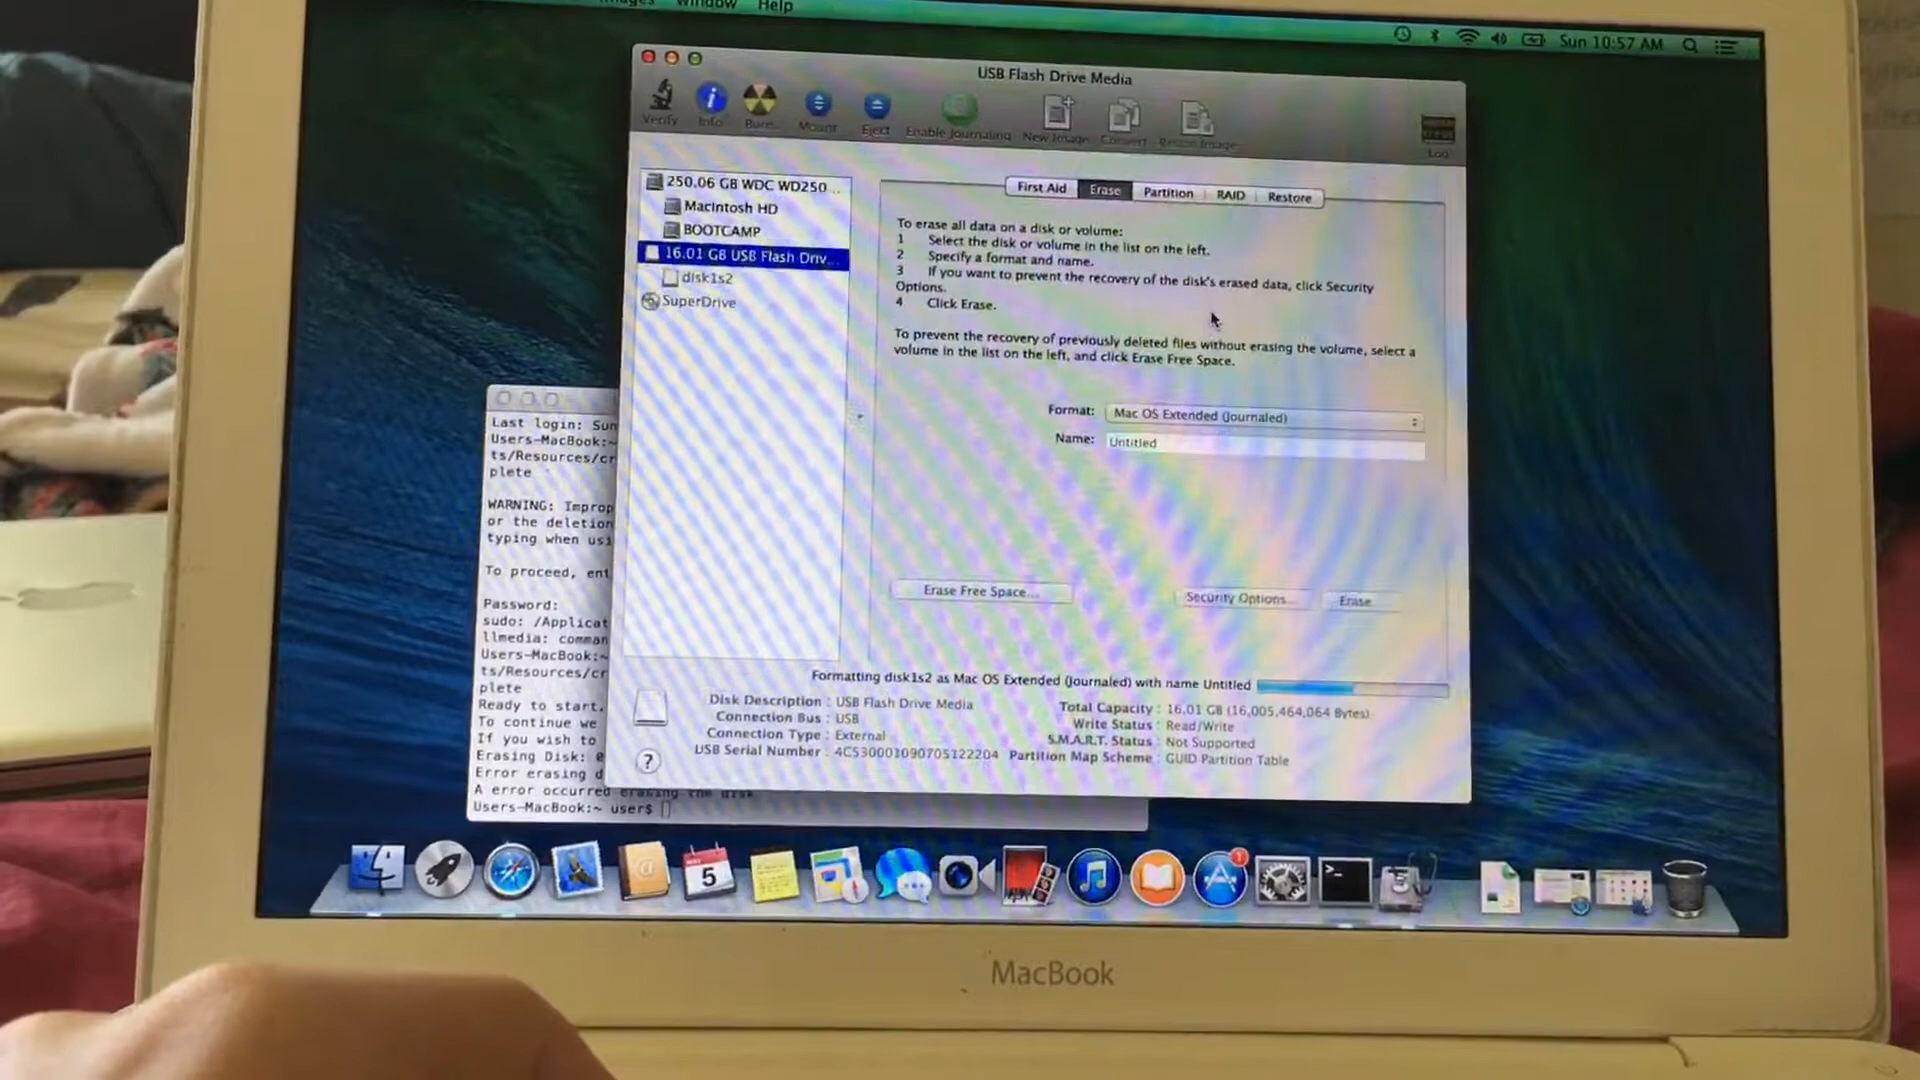 Window Help
Sun 10:57 AM
USB Flash Drive Media
Verify Info Mount Eject Enable Journaling New Image Convert
Log
250.06 GB WDC WD250...
Macintosh HD
BOOTCAMP
16.01 GB USB Flash Driv...
disk1s2
SuperDrive
First Aid Erase Partition RAID Restore
To erase all data on a disk or volume:
1 Select the disk or volume in the list on the left.
2 Specify a format and name.
3 If you want to prevent the recovery of the disk's erased data, click Security
Options.
4 Click Erase.
To prevent the recovery of previously deleted files without erasing the volume, select a
volume in the list on the left, and click Erase Free Space.
Format: Mac OS Extended (Journaled)
Name: Untitled
Erase Free Space... Security Options... Erase
Formatting disk1s2 as Mac OS Extended (Journaled) with name Untitled
Disk Description : USB Flash Drive Media
Connection Bus : USB
Connection Type : External
USB Serial Number : 4C530001090705122204
Total Capacity : 16.01 GB (16,005,464,064 Bytes)
Write Status : Read/Write
S.M.A.R.T. Status : Not Supported
Partition Map Scheme : GUID Partition Table
?
Last login: Sun
Users-MacBook:~
ts/Resources/cr
plete
WARNING: Improp
or the deletion
typing when usi
To proceed, ent
Password:
sudo: /Applicat
llmedia: comman
Users-MacBook:~
ts/Resources/cr
plete
Ready to start.
To continue we
If you wish to
Erasing Disk: 0
Error erasing d
A error occurred erasing the disk
Users-MacBook:~ user$
5
1
MacBook